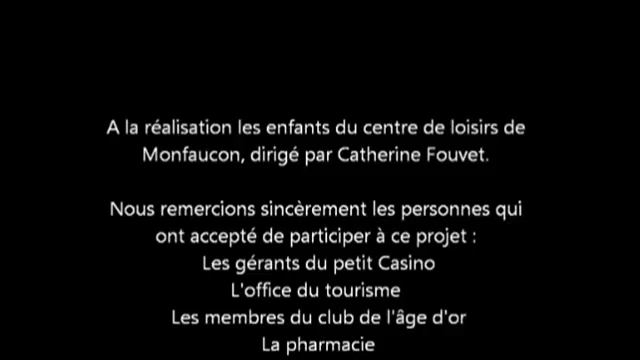 A la réalisation les enfants du centre de loisirs de
Monfaucon, dirigé par Catherine Fouvet.
Nous remercions sincèrement les personnes qui
ont accepté de participer à ce projet :
Les gérants du petit Casino
L'office du tourisme
Les membres du club de l'âge d'or
La pharmacie